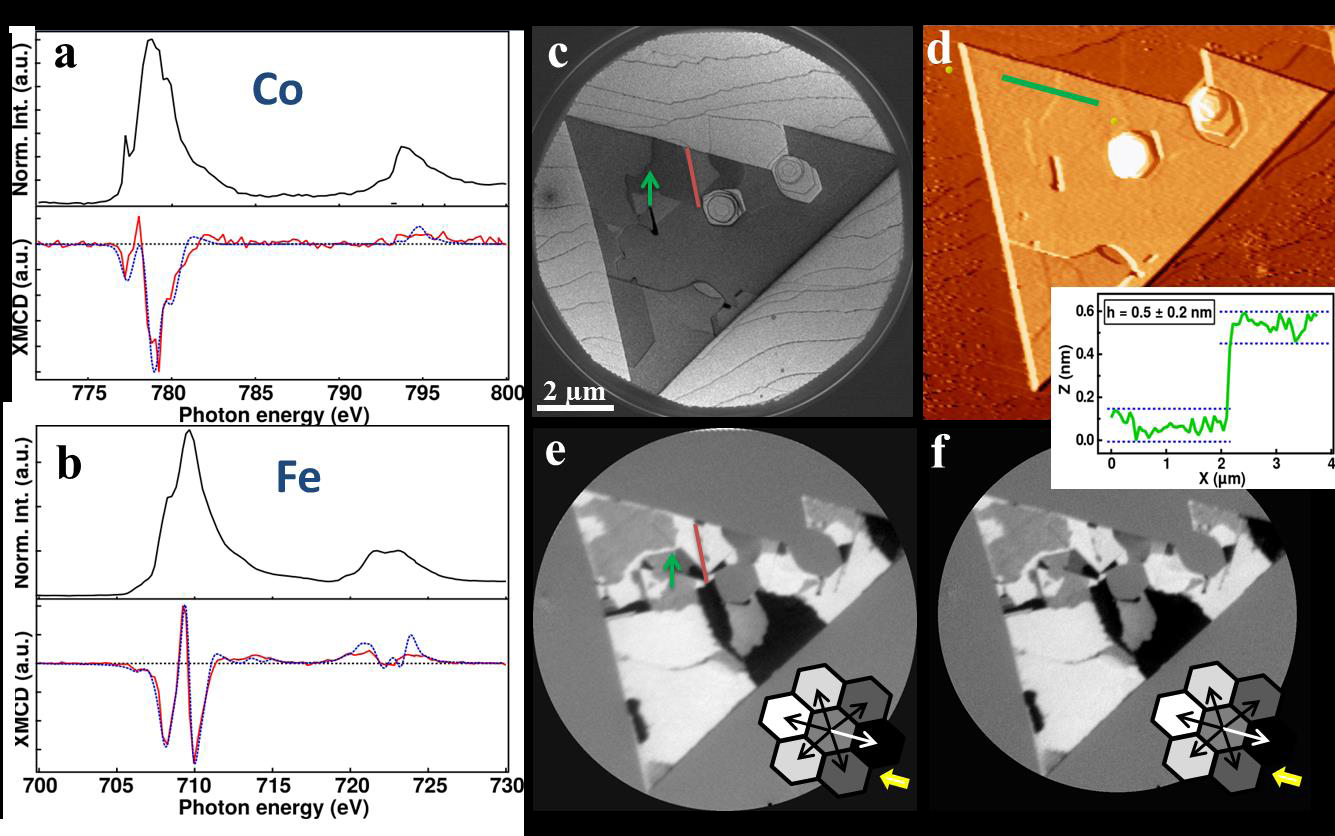 a
Co
Norm. Int. (a.u.)
XMCD (a.u.)
775 780 785 790 795 800
Photon energy (eV)
b
Fe
Norm. Int. (a.u.)
XMCD (a.u.)
700 705 710 715 720 725 730
Photon energy (eV)
c
2 µm
d
h = 0.5 ± 0.2 nm
Z (nm)
0.6
0.4
0.2
0.0
0 1 2 3 4
X (µm)
e
f